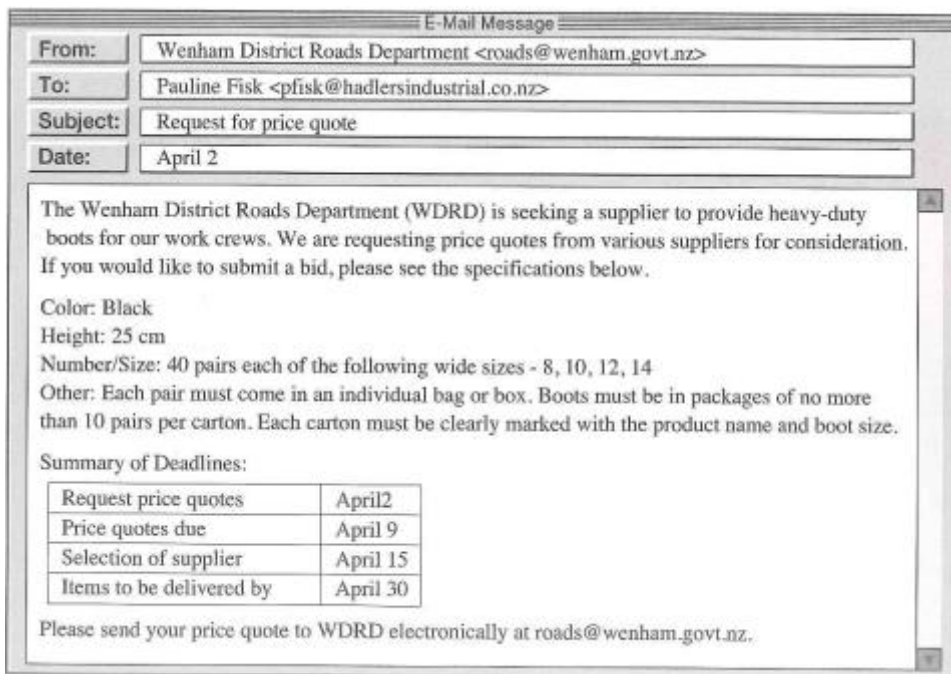 E-Mail Message
From: Wenham District Roads Department <roads@wenham.govt.nz>
To: Pauline Fisk <pfisk@hadlersindustrial.co.nz>
Subject: Request for price quote
Date: April 2
The Wenham District Roads Department (WDRD) is seeking a supplier to provide heavy-duty
boots for our work crews. We are requesting price quotes from various suppliers for consideration.
If you would like to submit a bid, please see the specifications below.
Color: Black
Height: 25 cm
Number/Size: 40 pairs each of the following wide sizes - 8, 10, 12, 14
Other: Each pair must come in an individual bag or box. Boots must be in packages of no more
than 10 pairs per carton. Each carton must be clearly marked with the product name and boot size.
Summary of Deadlines:
Request price quotes April2
Price quotes due April 9
Selection of supplier April 15
Items to be delivered by April 30
Please send your price quote to WDRD electronically at roads@wenham.govt.nz.